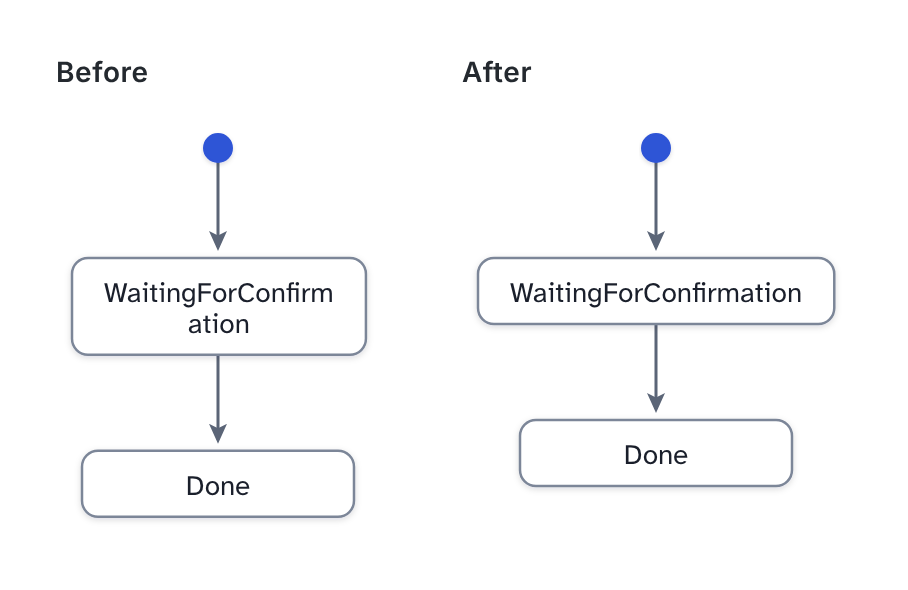 Before
WaitingForConfirm
ation
Done
After
WaitingForConfirmation
Done